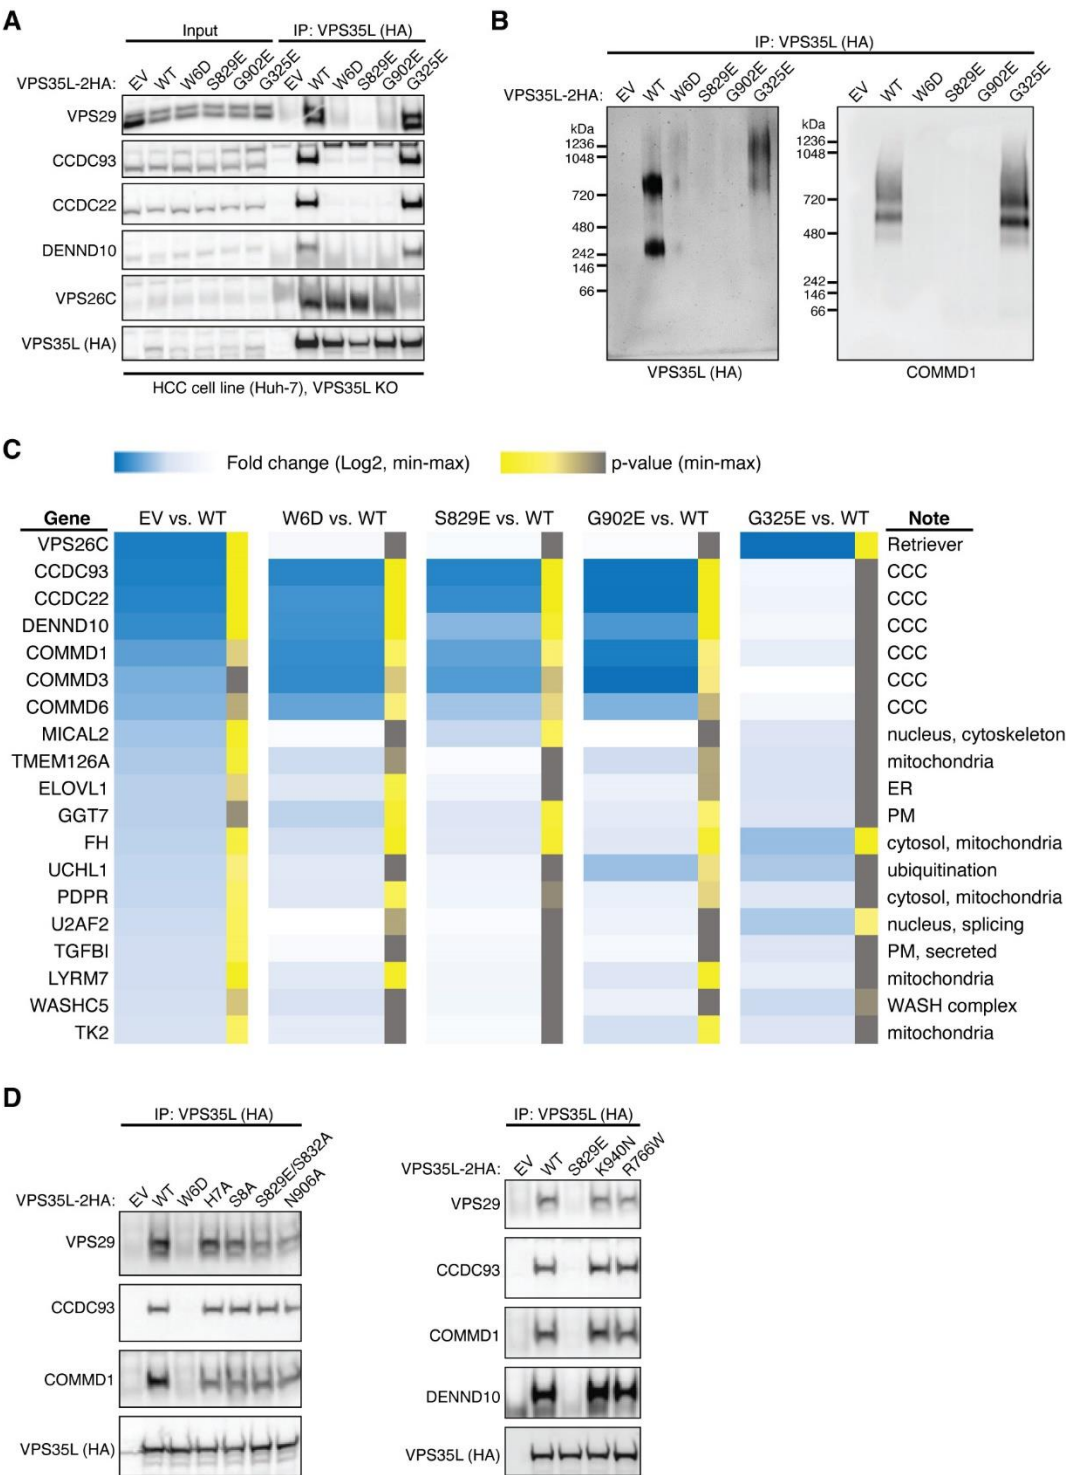 A
Input IP: VPS35L (HA)
VPS35L-2HA: EV WT W6D S829E G902E G325E EV WT W6D S829E G902E G325E
VPS29
CCDC93
CCDC22
DENND10
VPS26C
VPS35L (HA)
HCC cell line (Huh-7), VPS35L KO
B
IP: VPS35L (HA)
VPS35L-2HA: EV WT W6D S829E G902E G325E EV WT W6D S829E G902E G325E
kDa
1236
1048
720
480
242
146
66
VPS35L (HA)
kDa
1236
1048
720
480
242
146
66
COMMD1
C
Fold change (Log2, min-max) p-value (min-max)
Gene EV vs. WT W6D vs. WT S829E vs. WT G902E vs. WT G325E vs. WT Note
VPS26C Retriever
CCDC93 CCC
CCDC22 CCC
DENND10 CCC
COMMD1 CCC
COMMD3 CCC
COMMD6 CCC
MICAL2 nucleus, cytoskeleton
TMEM126A mitochondria
ELOVL1 ER
GGT7 PM
FH cytosol, mitochondria
UCHL1 ubiquitination
PDPR cytosol, mitochondria
U2AF2 nucleus, splicing
TGFBI PM, secreted
LYRM7 mitochondria
WASHC5 WASH complex
TK2 mitochondria
D
IP: VPS35L (HA)
VPS35L-2HA: EV WT W6D H7A S8A S829E/S832A N906A
VPS29
CCDC93
COMMD1
VPS35L (HA)
IP: VPS35L (HA)
VPS35L-2HA: EV WT S829E K940N R766W
VPS29
CCDC93
COMMD1
DENND10
VPS35L (HA)